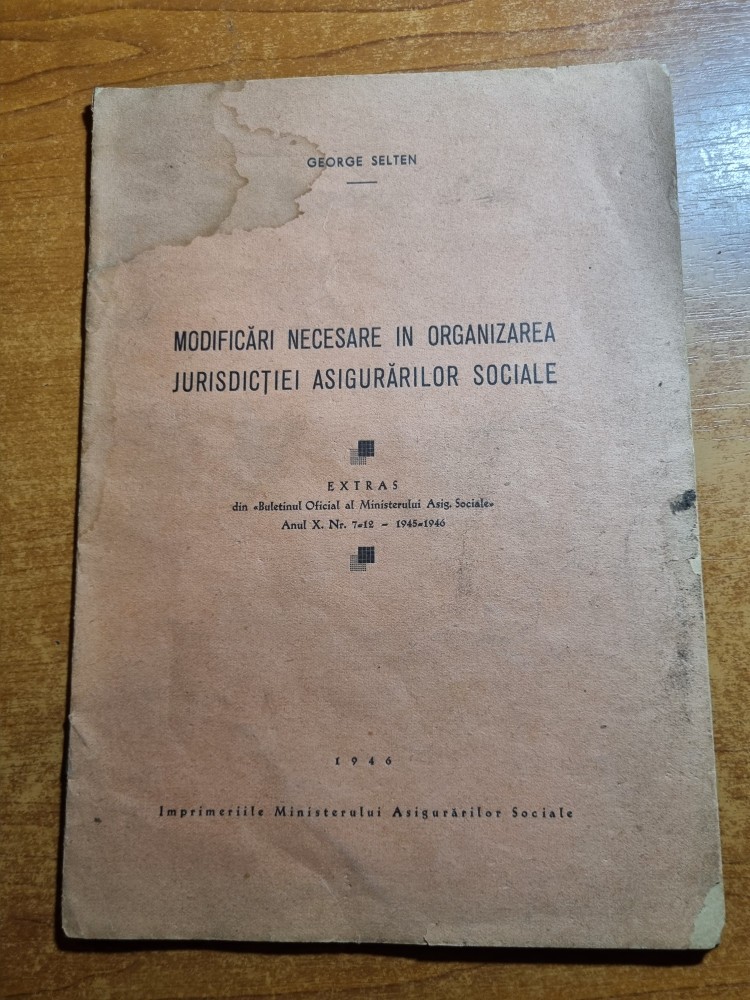 GEORGE SELTEN
MODIFICĂRI NECESARE IN ORGANIZAREA
JURISDICȚIEI ASIGURĂRILOR SOCIALE
EXTRAS
din «Buletinul Oficial al Ministerului Asig. Sociale»
Anul X. Nr. 7-12 – 1945-1946
1946
Imprimeriile Ministerului Asigurărilor Sociale